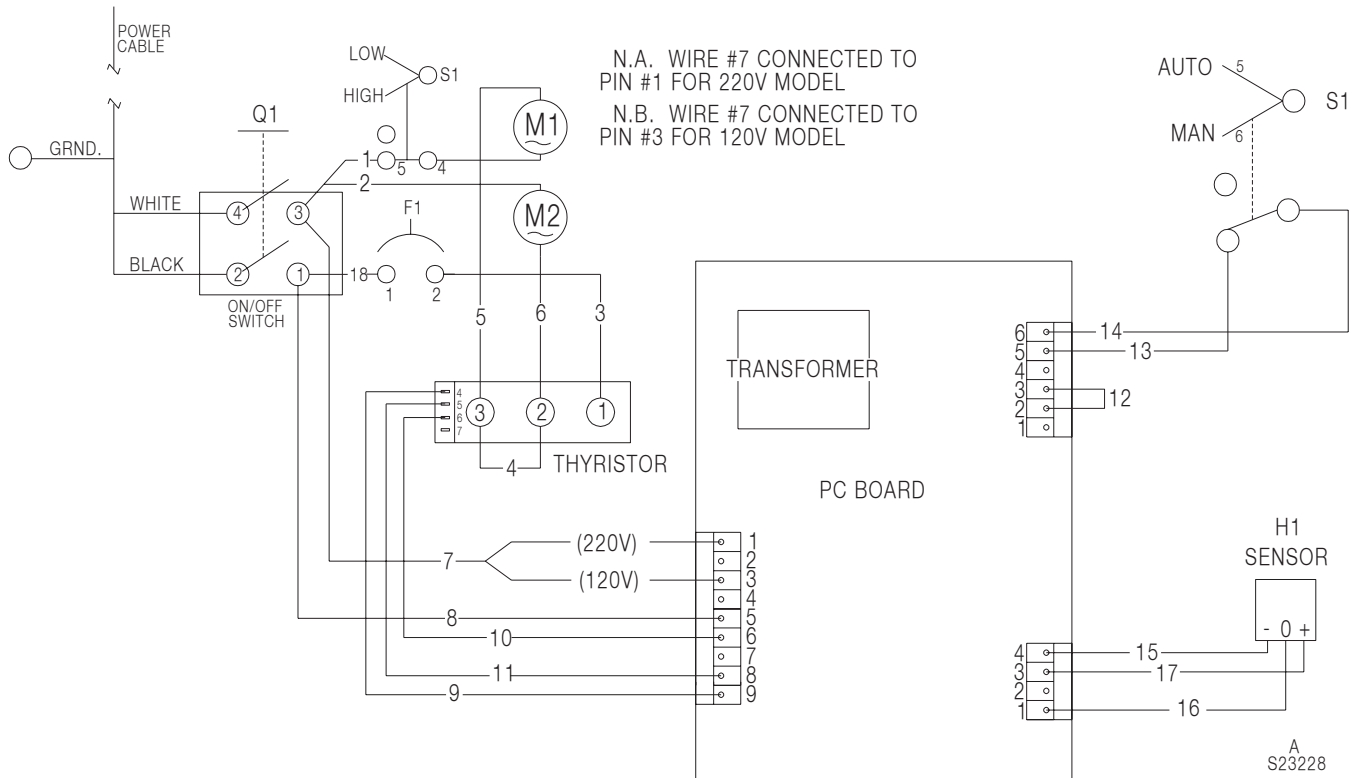 POWER
CABLE
GRND.
WHITE
BLACK
Q1
4
3
2
1
ON/OFF
SWITCH
LOW
HIGH
S1
1
5
4
2
F1
18
1
2
M1
M2
N.A. WIRE #7 CONNECTED TO
PIN #1 FOR 220V MODEL
N.B. WIRE #7 CONNECTED TO
PIN #3 FOR 120V MODEL
AUTO 5
MAN 6
S1
5
6
3
4
5
6
7
3
2
1
4
THYRISTOR
TRANSFORMER
PC BOARD
6
5
4
3
2
1
14
13
12
7
(220V)
(120V)
8
10
11
9
1
2
3
4
5
6
7
8
9
H1
SENSOR
- 0 +
4
3
2
1
15
17
16
A
S23228